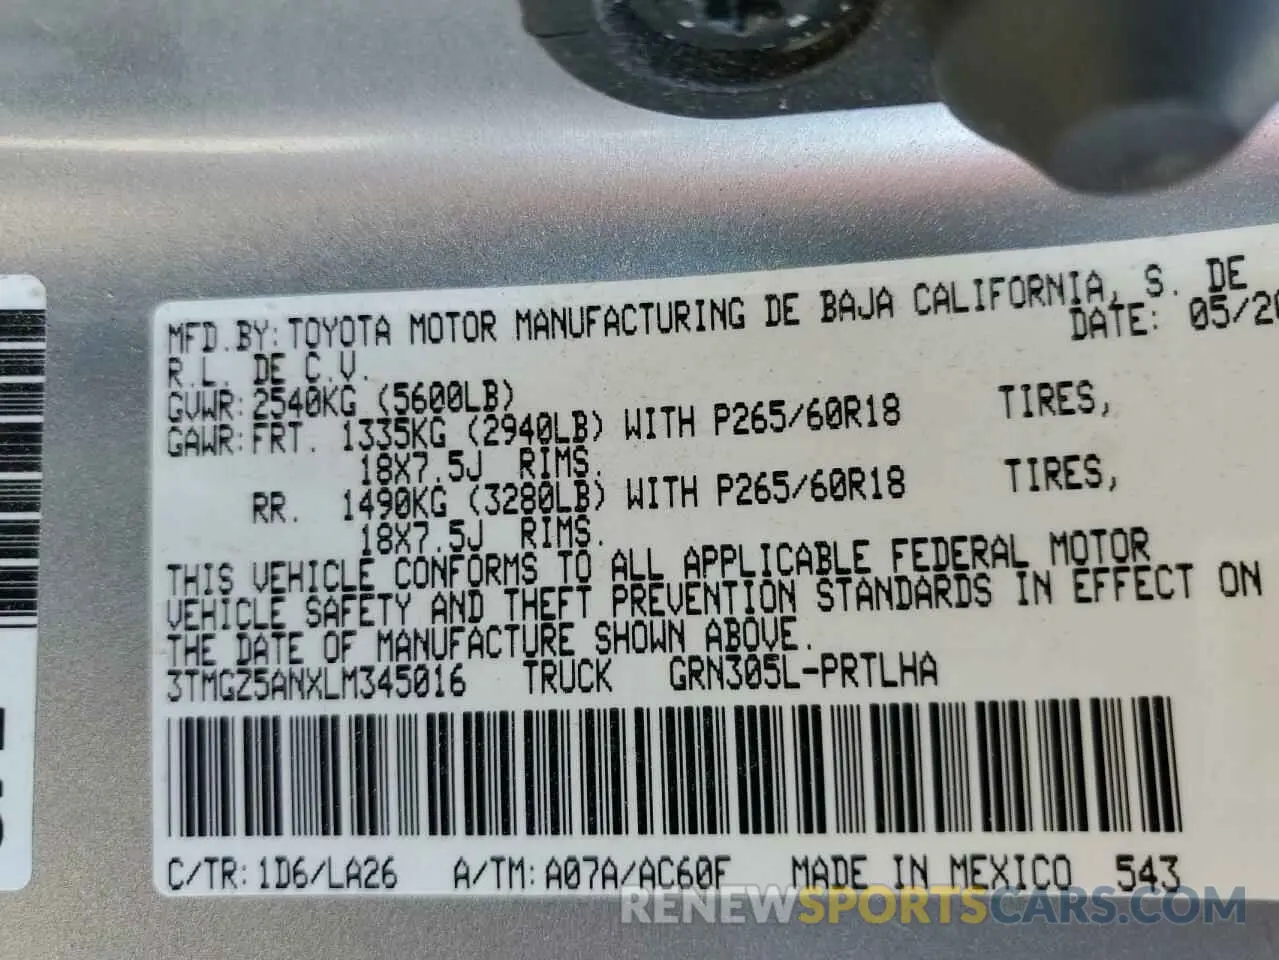 MFD.BY: TOYOTA MOTOR MANUFACTURING DE BAJA CALIFORNIA, S. DE
R.L. DE C.V. DATE: 05/20
GVWR: 2540KG (5600LB)
GAWR: FRT. 1335KG (2940LB) WITH P265/60R18 TIRES,
18X7.5J RIMS.
RR. 1490KG (3280LB) WITH P265/60R18 TIRES,
18X7.5J RIMS.
THIS VEHICLE CONFORMS TO ALL APPLICABLE FEDERAL MOTOR
VEHICLE SAFETY AND THEFT PREVENTION STANDARDS IN EFFECT ON
THE DATE OF MANUFACTURE SHOWN ABOVE.
3TMGZ5ANXLM345016 TRUCK GRN305L-PRTLHA
C/TR: 1D6/LA26 A/TM: A07A/AC60F MADE IN MEXICO 543
RENEWSPORTSCARS.COM